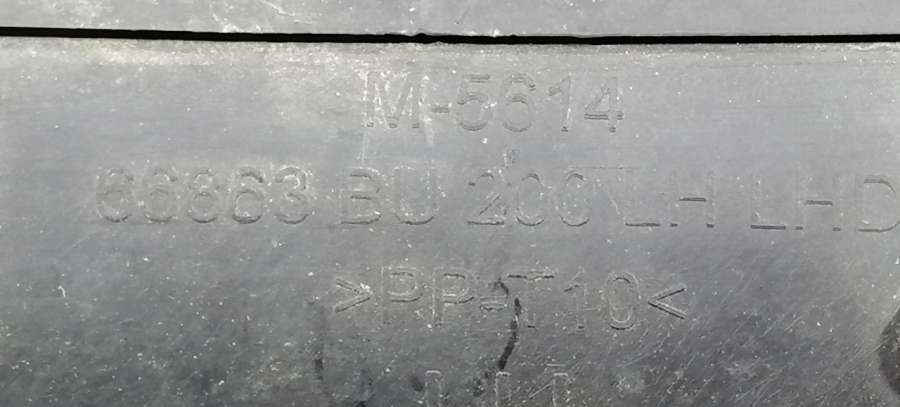 M-5614
66863 BU 200 LH LHD
>PP-T10<